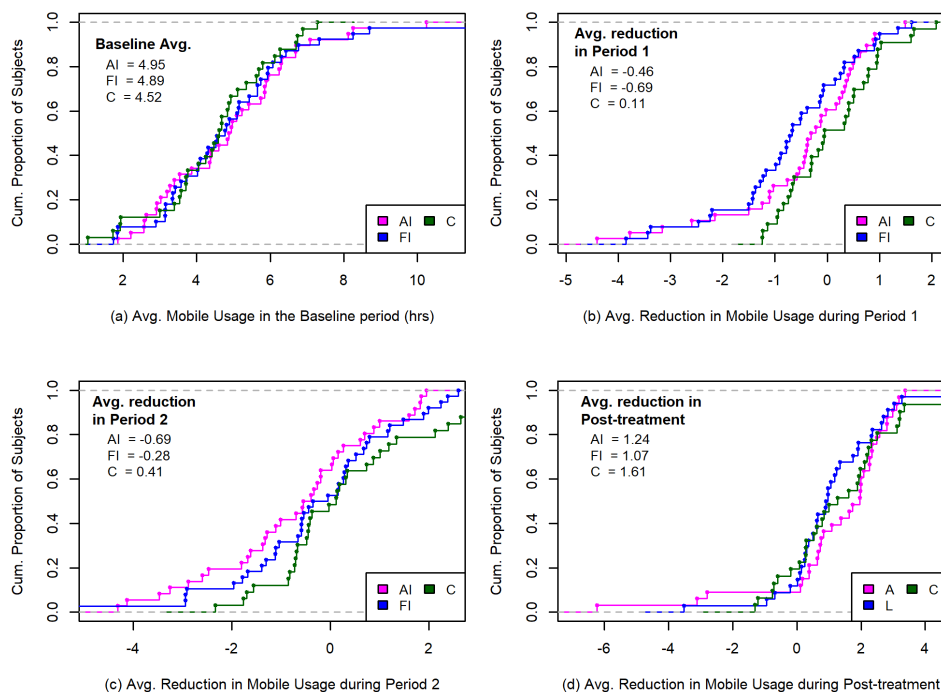 Cum. Proportion of Subjects
1.0
0.8
0.6
0.4
0.2
0.0
Baseline Avg.
AI = 4.95
FI = 4.89
C = 4.52
AI C
FI
2 4 6 8 10
(a) Avg. Mobile Usage in the Baseline period (hrs)
Cum. Proportion of Subjects
1.0
0.8
0.6
0.4
0.2
0.0
Avg. reduction
in Period 1
AI = -0.46
FI = -0.69
C = 0.11
AI C
FI
-5 -4 -3 -2 -1 0 1 2
(b) Avg. Reduction in Mobile Usage during Period 1
Cum. Proportion of Subjects
1.0
0.8
0.6
0.4
0.2
0.0
Avg. reduction
in Period 2
AI = -0.69
FI = -0.28
C = 0.41
AI C
FI
-4 -2 0 2
(c) Avg. Reduction in Mobile Usage during Period 2
Cum. Proportion of Subjects
1.0
0.8
0.6
0.4
0.2
0.0
Avg. reduction in
Post-treatment
AI = 1.24
FI = 1.07
C = 1.61
A C
L
-6 -4 -2 0 2 4
(d) Avg. Reduction in Mobile Usage during Post-treatment